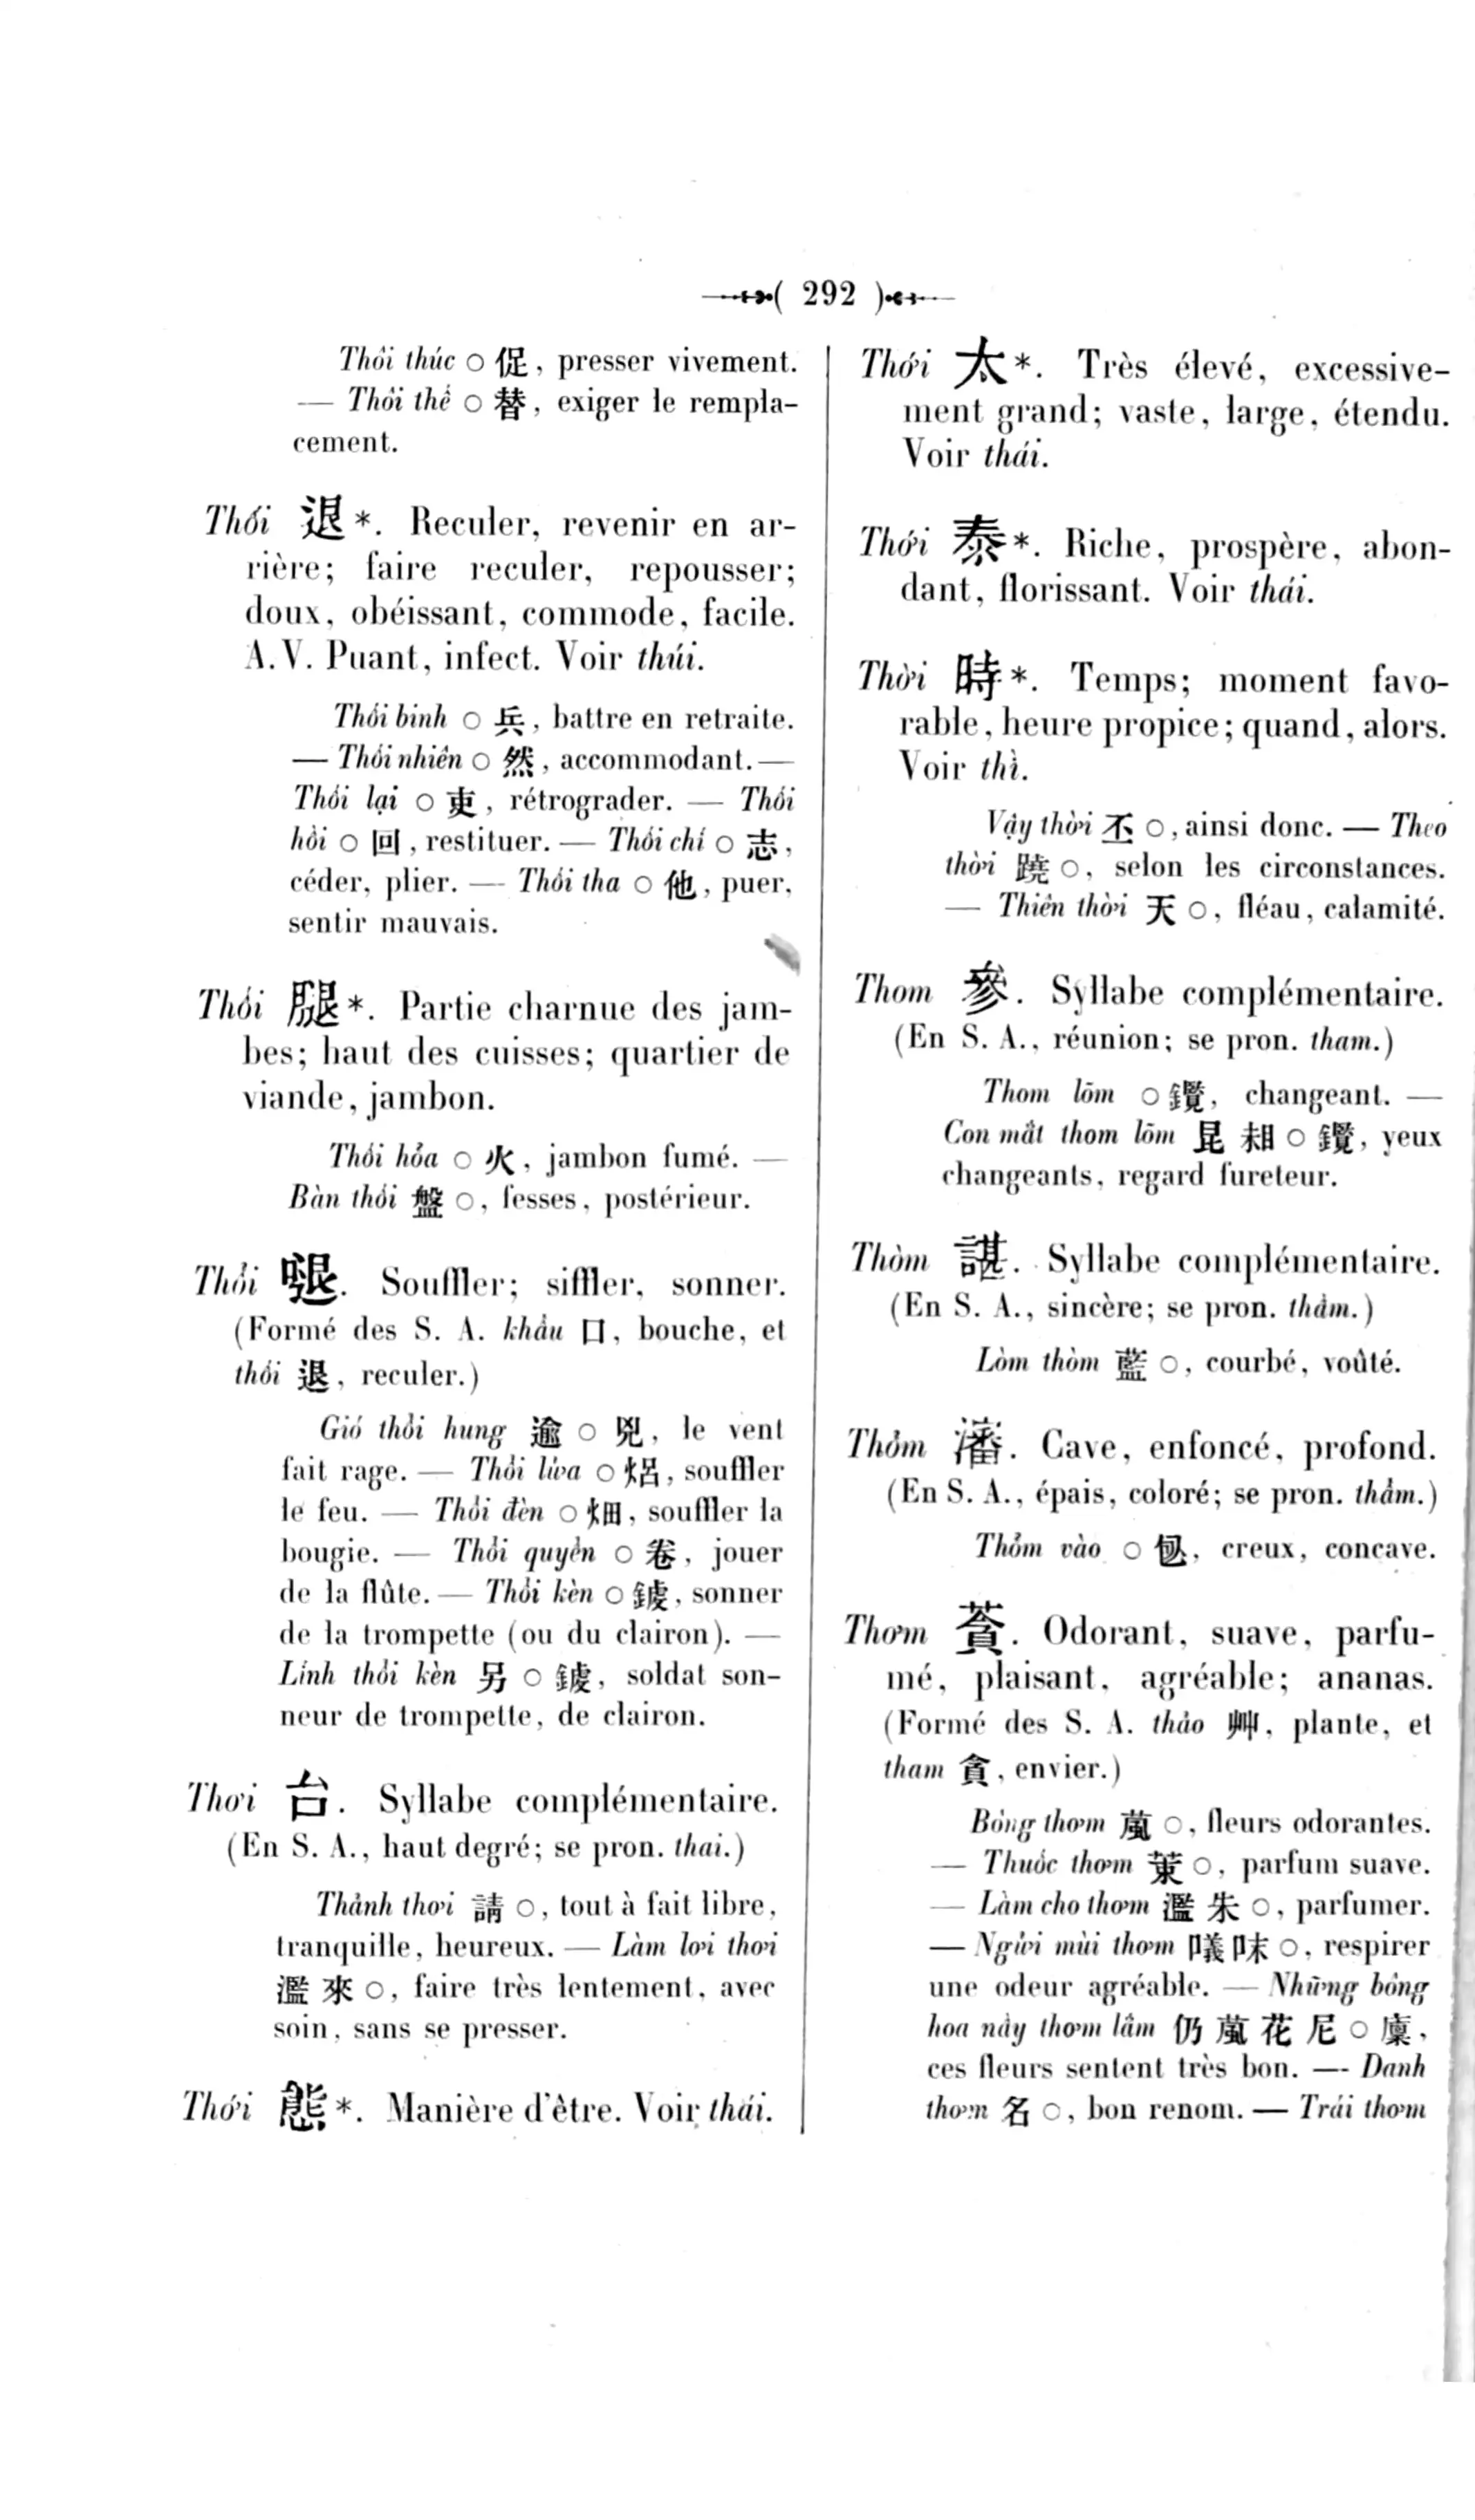 ( 292 )
Thôi thúc ○ 促, presser vivement.
— Thôi thế ○ 替, exiger le rempla-
cement.
Thối 退*. Reculer, revenir en ar-
rière; faire reculer, repousser;
doux, obéissant, commode, facile.
A.V. Puant, infect. Voir thúi.
Thối binh ○ 兵, battre en retraite.
— Thối nhiên ○ 然, accommodant. —
Thối lại ○ 吏, rétrograder. — Thối
hồi ○ 回, restituer. — Thối chí ○ 志,
céder, plier. — Thối tha ○ 他, puer,
sentir mauvais.
Thối 腿*. Partie charnue des jam-
bes; haut des cuisses; quartier de
viande, jambon.
Thối hỏa ○ 火, jambon fumé. —
Bàn thối 盤 ○, fesses, postérieur.
Thổi 𠺙. Souffler; siffler, sonner.
(Formé des S. A. khẩu 口, bouche, et
thối 退, reculer.)
Gió thổi hung ○ 兇, le vent
fait rage. — Thổi lửa ○ 焒, souffler
le feu. — Thổi đèn ○ 畑, souffler la
bougie. — Thổi quyển ○ 卷, jouer
de la flûte. — Thổi kèn ○, sonner
de la trompette (ou du clairon). —
Lính thổi kèn 另 ○, soldat son-
neur de trompette, de clairon.
Thơi 台. Syllabe complémentaire.
(En S. A., haut degré; se pron. thai.)
Thảnh thơi 請 ○, tout à fait libre,
tranquille, heureux. — Làm lơi thơi
濫 來 ○, faire très lentement, avec
soin, sans se presser.
Thới 態*. Manière d'être. Voir thái.
Thới 太*. Très élevé, excessive-
ment grand; vaste, large, étendu.
Voir thái.
Thới 泰*. Riche, prospère, abon-
dant, florissant. Voir thái.
Thời 時*. Temps; moment favo-
rable, heure propice; quand, alors.
Voir thì.
Vậy thời 丕 ○, ainsi donc. — Theo
thời 蹺 ○, selon les circonstances.
— Thiên thời 天 ○, fléau, calamité.
Thom 參. Syllabe complémentaire.
(En S. A., réunion; se pron. tham.)
Thom lõm ○, changeant. —
Con mắt thom lõm 昆 眜 ○, yeux
changeants, regard fureteur.
Thòm 諶. Syllabe complémentaire.
(En S. A., sincère; se pron. thầm.)
Lòm thòm 藍 ○, courbé, voûté.
Thỏm. Cave, enfoncé, profond.
(En S. A., épais, coloré; se pron. thẩm.)
Thỏm vào ○, creux, concave.
Thơm 薋. Odorant, suave, parfu-
mé, plaisant, agréable; ananas.
(Formé des S. A. thảo 艸, plante, et
tham 貪, envier.)
Bông thơm ○, fleurs odorantes.
— Thuốc thơm ○, parfum suave.
— Làm cho thơm 濫 朱 ○, parfumer.
— Ngửi mùi thơm 味 ○, respirer
une odeur agréable. — Những bông
hoa nầy thơm lắm 仍 花 尼 ○ 廩,
ces fleurs sentent très bon. — Danh
thơm 名 ○, bon renom. — Trái thơm